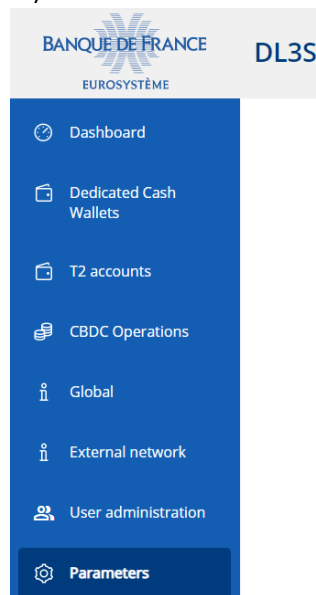 BANQUE DE FRANCE
EUROSYSTÈME
DL3S
Dashboard
Dedicated Cash
Wallets
T2 accounts
CBDC Operations
Global
External network
User administration
Parameters